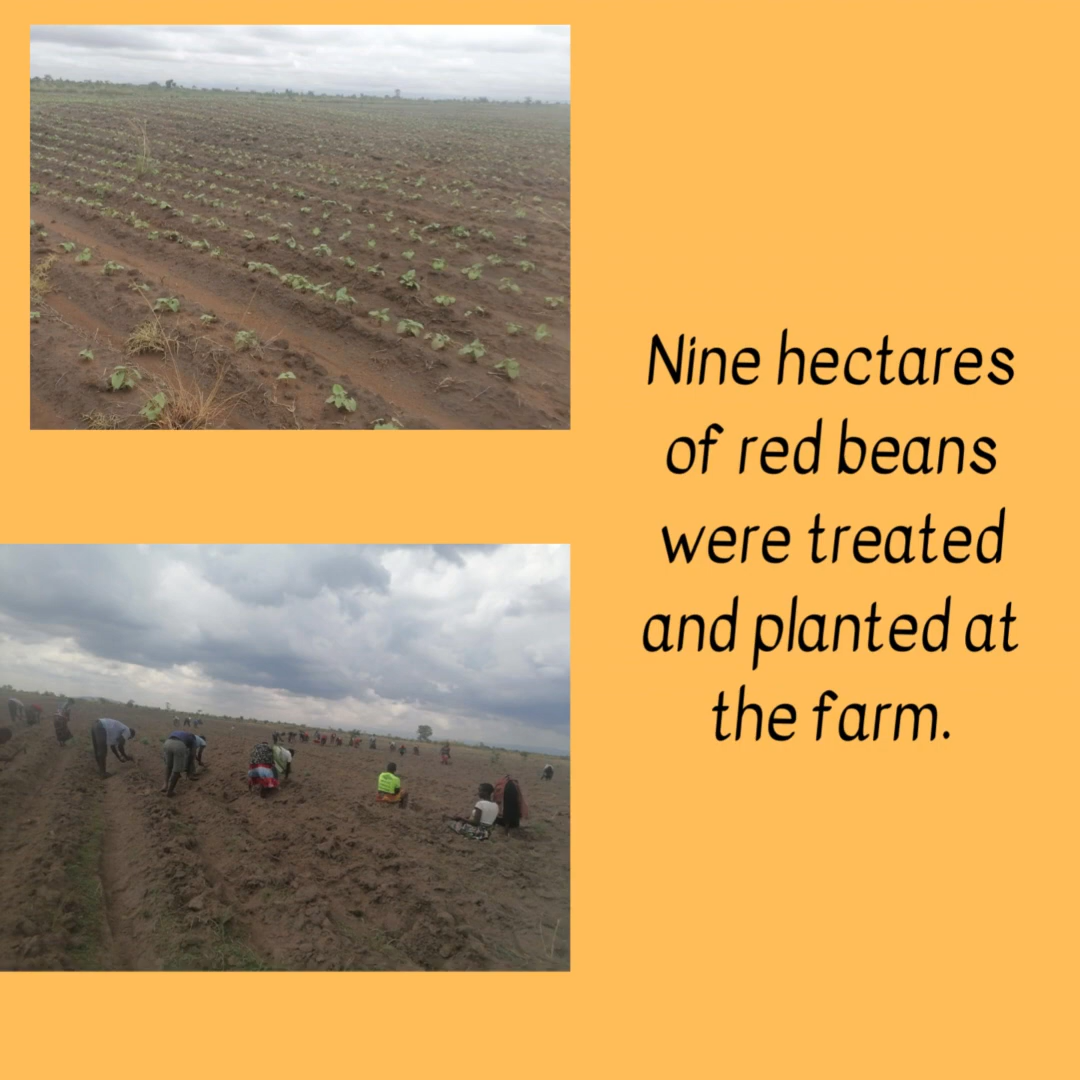 Nine hectares
of red beans
were treated
and planted at
the farm.